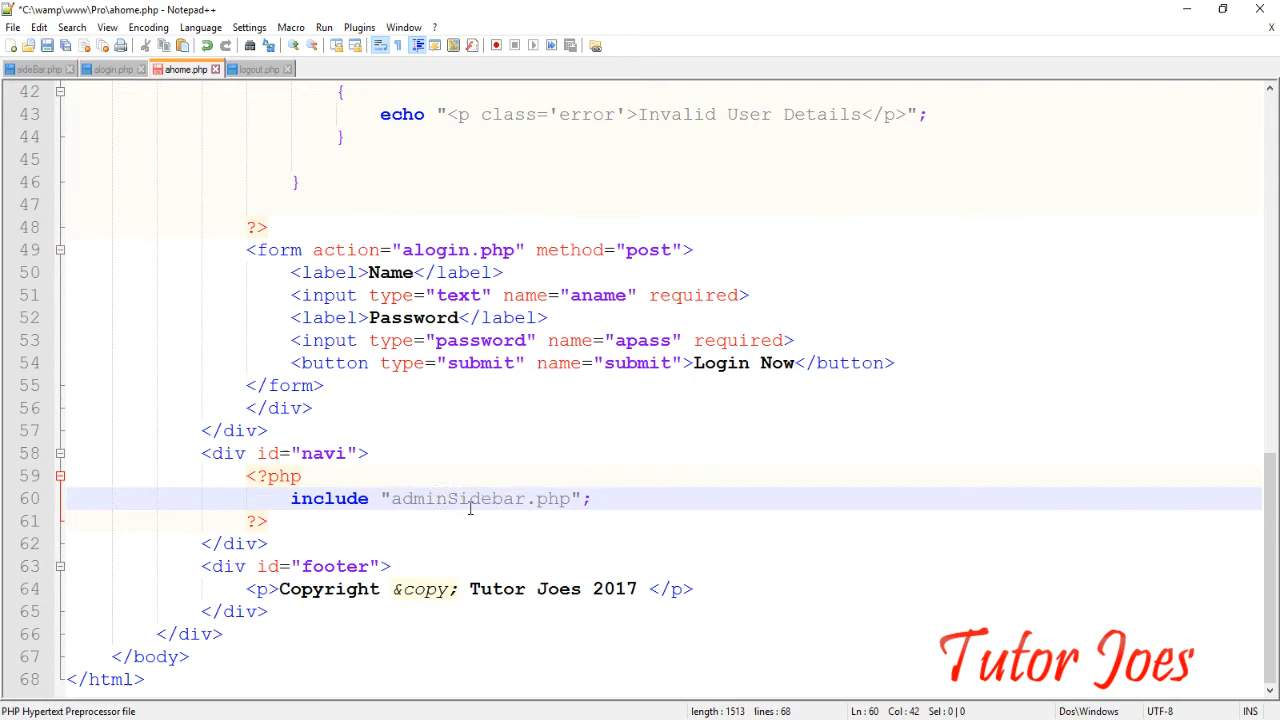 *C:\wamp\www\Pro\ahome.php - Notepad++
File Edit Search View Encoding Language Settings Macro Run Plugins Window ?
X
sideBar.php alogin.php ahome.php logout.php
42 {
43 echo "<p class='error'>Invalid User Details</p>";
44 }
45
46 }
47
48 ?>
49 <form action="alogin.php" method="post">
50 <label>Name</label>
51 <input type="text" name="aname" required>
52 <label>Password</label>
53 <input type="password" name="apass" required>
54 <button type="submit" name="submit">Login Now</button>
55 </form>
56 </div>
57 </div>
58 <div id="navi">
59 <?php
60 include "adminSidebar.php";
61 ?>
62 </div>
63 <div id="footer">
64 <p>Copyright &copy; Tutor Joes 2017 </p>
65 </div>
66 </div>
67 </body>
68 </html>
Tutor Joes
PHP Hypertext Preprocessor file length : 1513 lines : 68 Ln : 60 Col : 42 Sel : 0 | 0 Dos\Windows UTF-8 INS